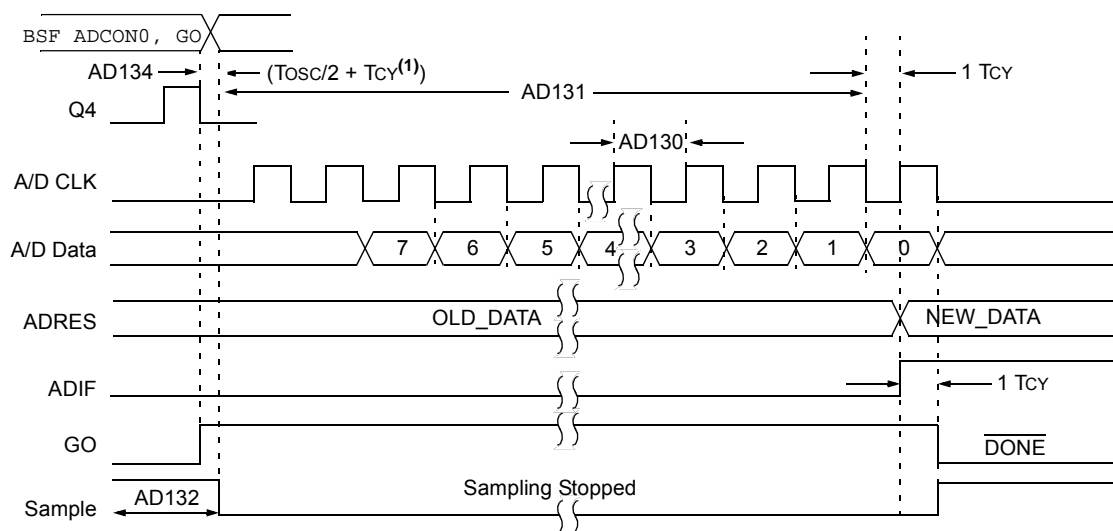 BSF ADCON0, GO
AD134 (TOSC/2 + TCY(1)) 1 TCY
AD131
Q4
AD130
A/D CLK
A/D Data 7 6 5 4 3 2 1 0
ADRES OLD_DATA NEW_DATA
ADIF 1 TCY
GO DONE
Sampling Stopped
AD132
Sample